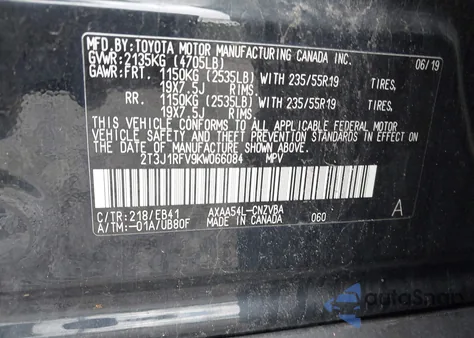 MFD. BY: TOYOTA MOTOR MANUFACTURING CANADA INC.
GVWR: 2135KG (4705LB) 06/19
GAWR: FRT. 1150KG (2535LB) WITH 235/55R19 TIRES,
19X7.5J RIMS
RR. 1150KG (2535LB) WITH 235/55R19 TIRES,
19X7.5J RIMS
THIS VEHICLE CONFORMS TO ALL APPLICABLE FEDERAL MOTOR
VEHICLE SAFETY AND THEFT PREVENTION STANDARDS IN EFFECT ON
THE DATE OF MANUFACTURE SHOWN ABOVE.
2T3J1RFV9KW066084 MPV
C/TR: 218/EB41 AXAA54L-CNZVBA
A/TM:-01A/UB80F MADE IN CANADA 060 A
autoSnap